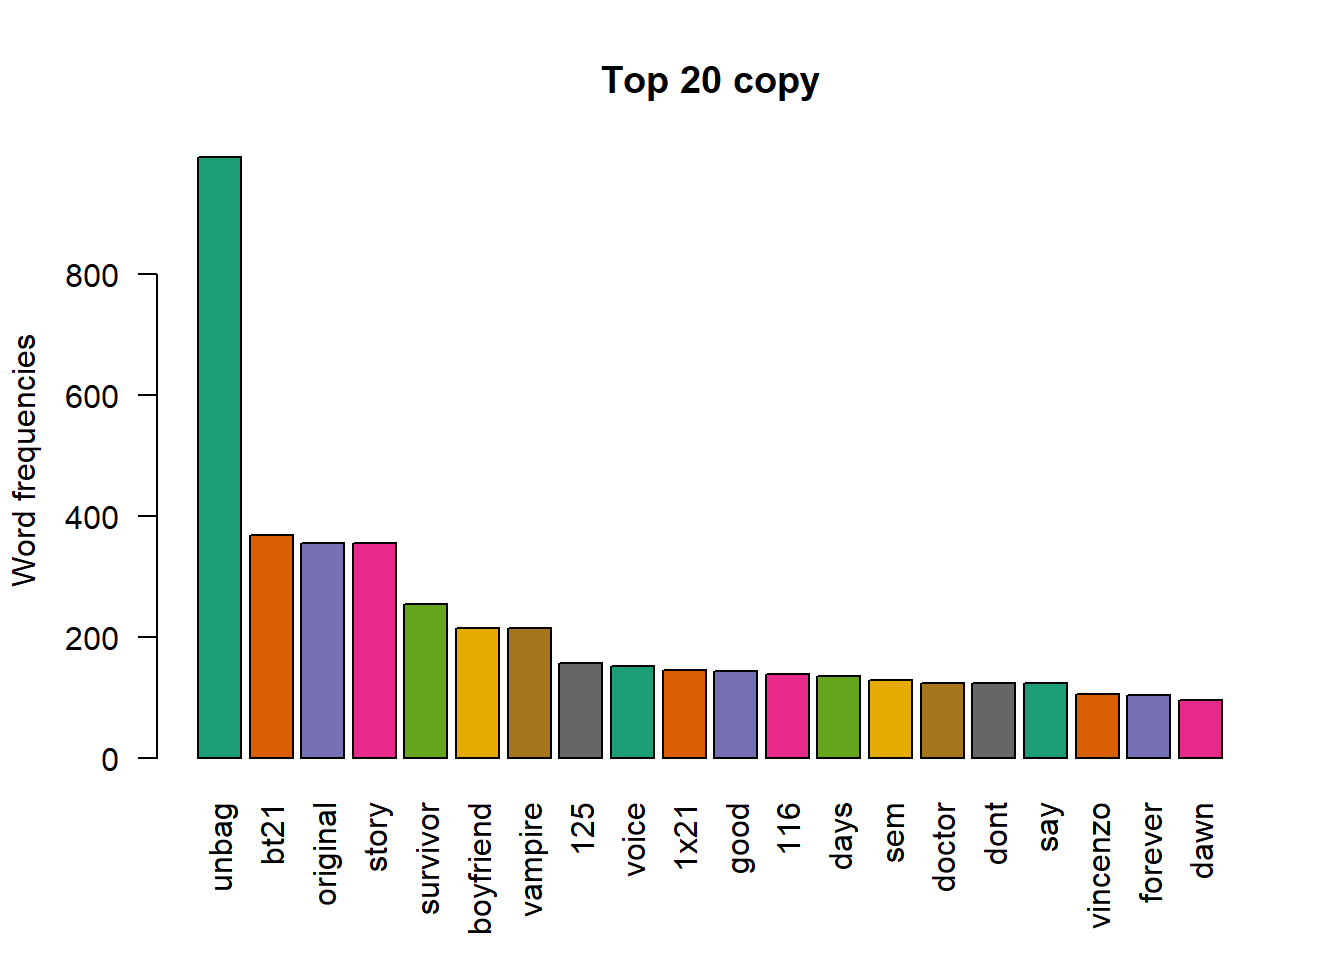 Top 20 copy
Word frequencies
800
600
400
200
0
unbag
bt21
original
story
survivor
boyfriend
vampire
125
voice
1x21
good
116
days
sem
doctor
dont
say
vincenzo
forever
dawn